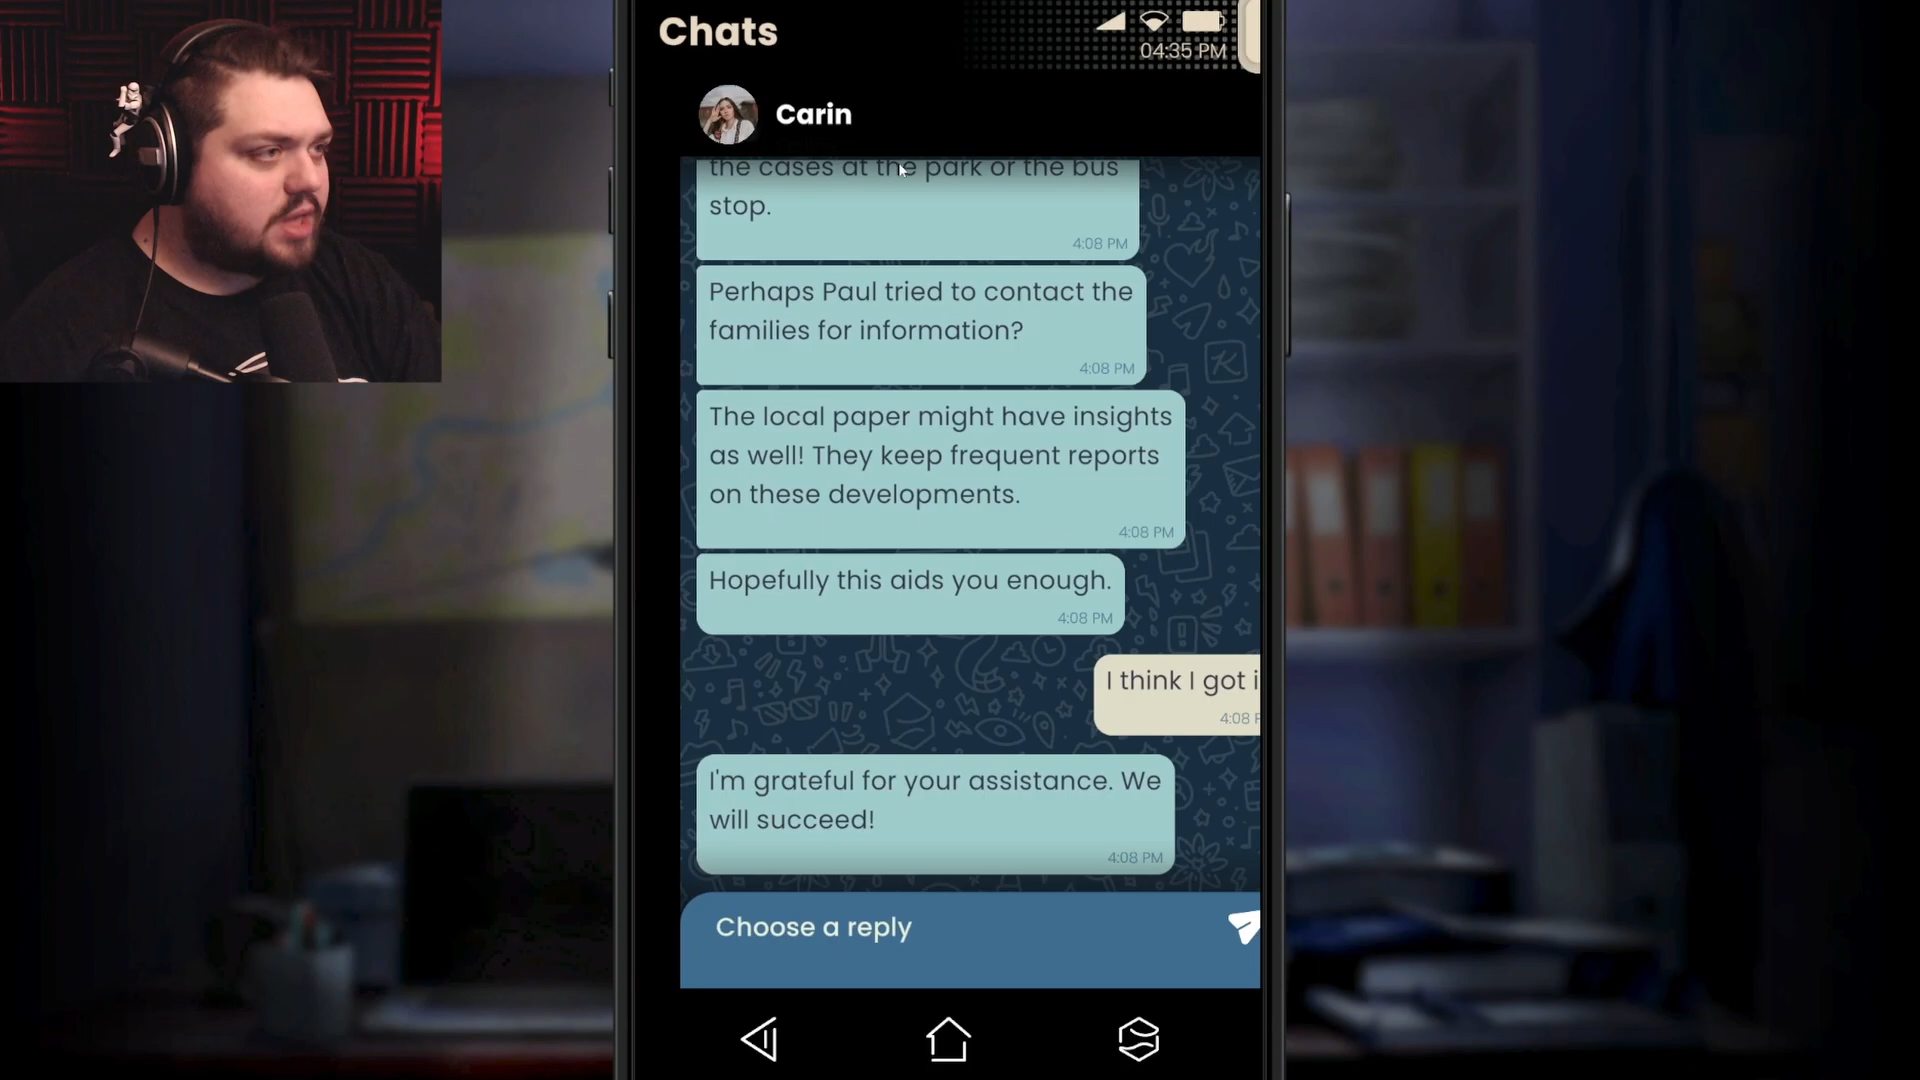 Chats
04:35 PM
Carin
the cases at the park or the bus
stop.
4:08 PM
Perhaps Paul tried to contact the
families for information?
4:08 PM
The local paper might have insights
as well! They keep frequent reports
on these developments.
4:08 PM
Hopefully this aids you enough.
4:08 PM
I think I got i
4:08 P
I'm grateful for your assistance. We
will succeed!
4:08 PM
Choose a reply